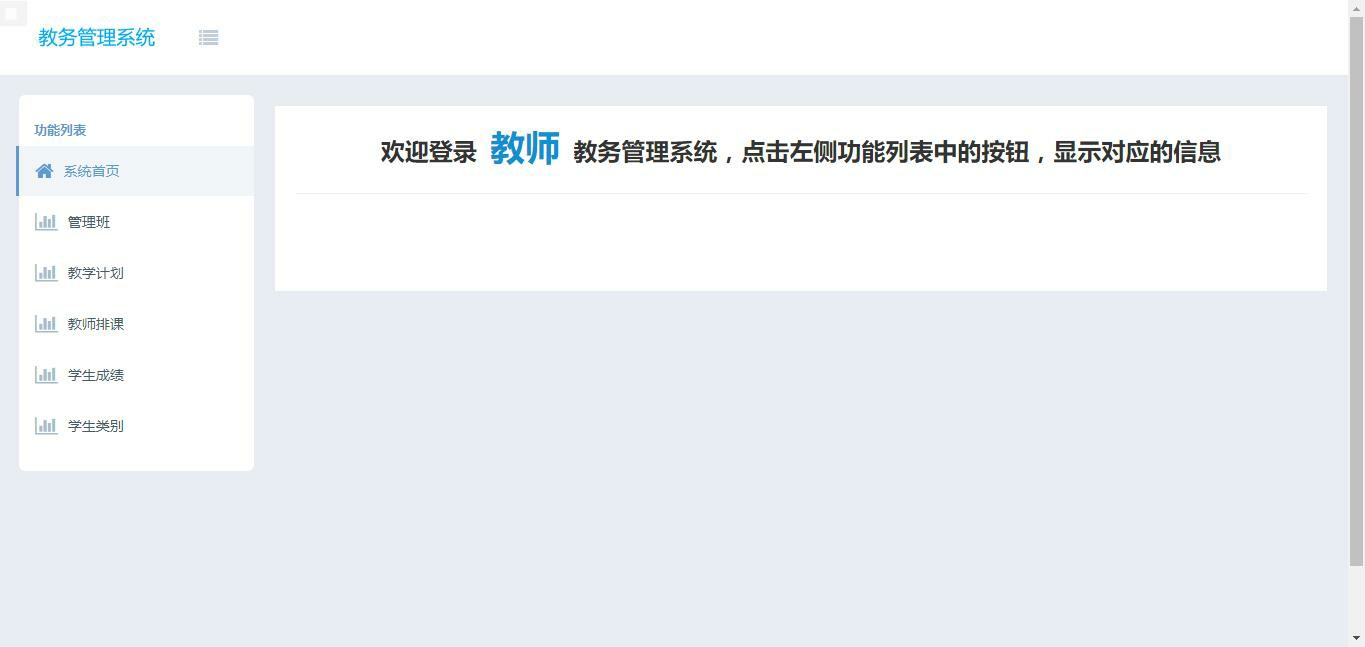 教务管理系统
功能列表
系统首页
管理班
教学计划
教师排课
学生成绩
学生类别
欢迎登录 教师 教务管理系统，点击左侧功能列表中的按钮，显示对应的信息